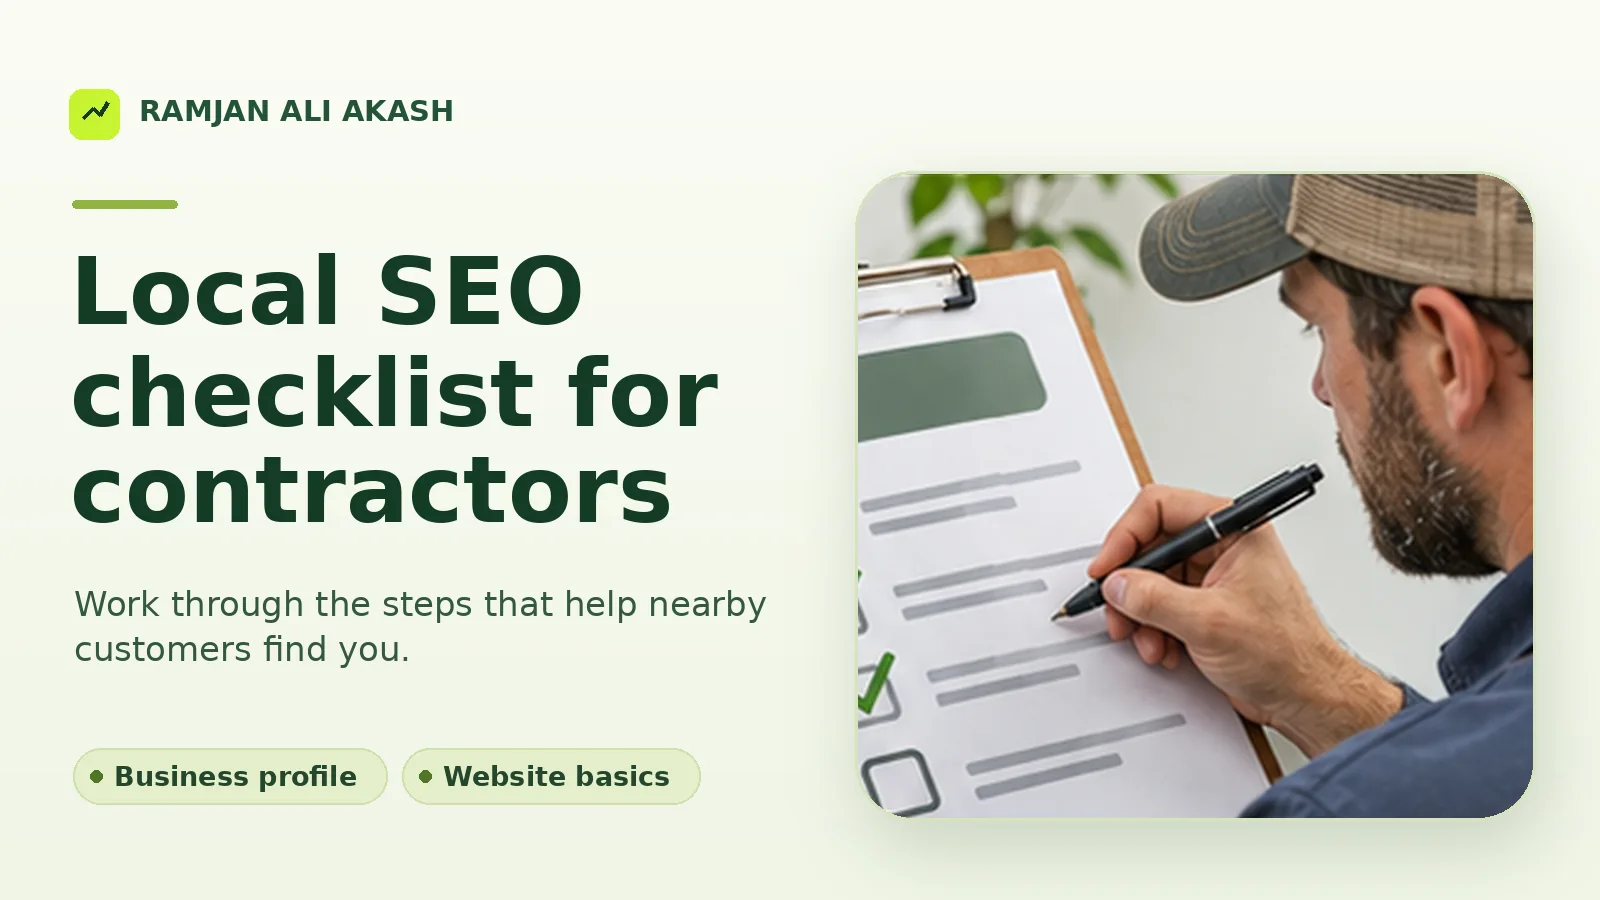 RAMJAN ALI AKASH
Local SEO
checklist for
contractors
Work through the steps that help nearby
customers find you.
Business profile
Website basics